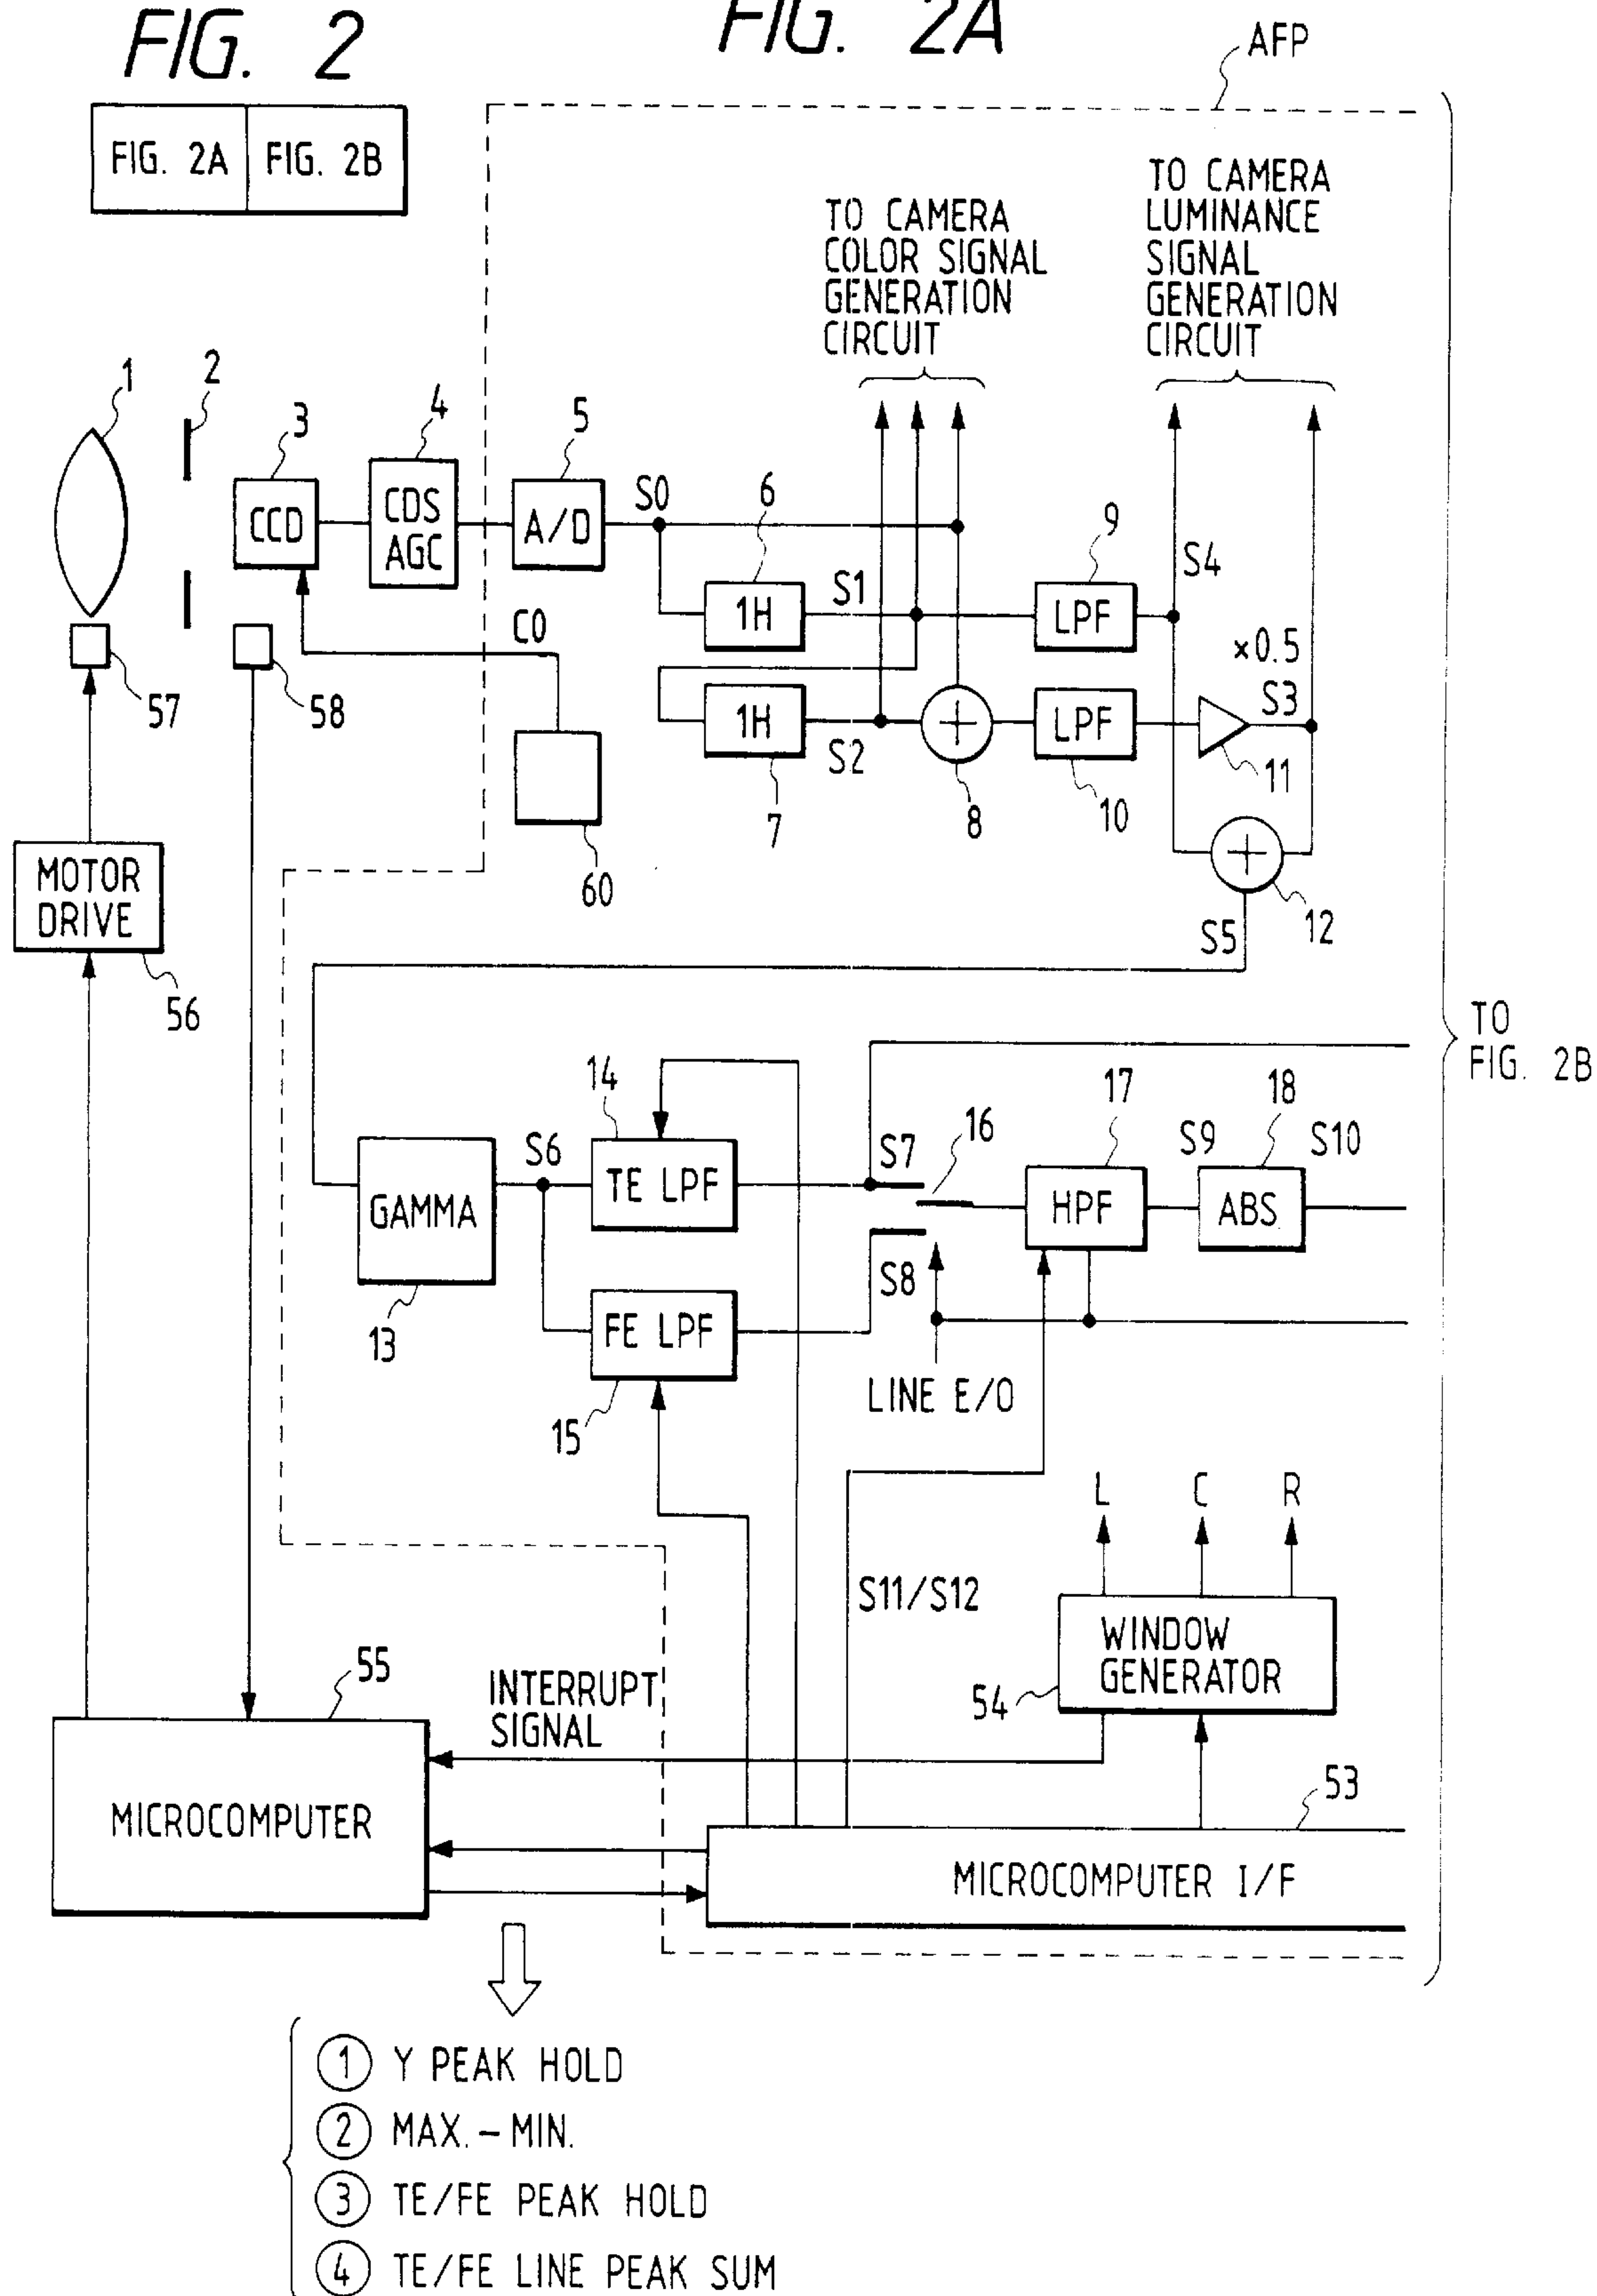 FIG. 2
FIG. 2A
FIG. 2A
FIG. 2B
AFP
TO CAMERA
COLOR SIGNAL
GENERATION
CIRCUIT
TO CAMERA
LUMINANCE
SIGNAL
GENERATION
CIRCUIT
1
2
3
CCD
4
CDS
AGC
5
A/D
S0
6
1H
S1
9
LPF
S4
C0
×0.5
S3
57
58
1H
7
S2
8
LPF
10
11
60
MOTOR
DRIVE
56
S5
12
TO
FIG. 2B
14
TE LPF
S6
GAMMA
13
S7
16
17
HPF
S9
18
ABS
S10
S8
FE LPF
15
LINE E/O
L
C
R
S11/S12
WINDOW
GENERATOR
54
55
INTERRUPT
SIGNAL
MICROCOMPUTER
53
MICROCOMPUTER I/F
1 Y PEAK HOLD
2 MAX. – MIN.
3 TE/FE PEAK HOLD
4 TE/FE LINE PEAK SUM